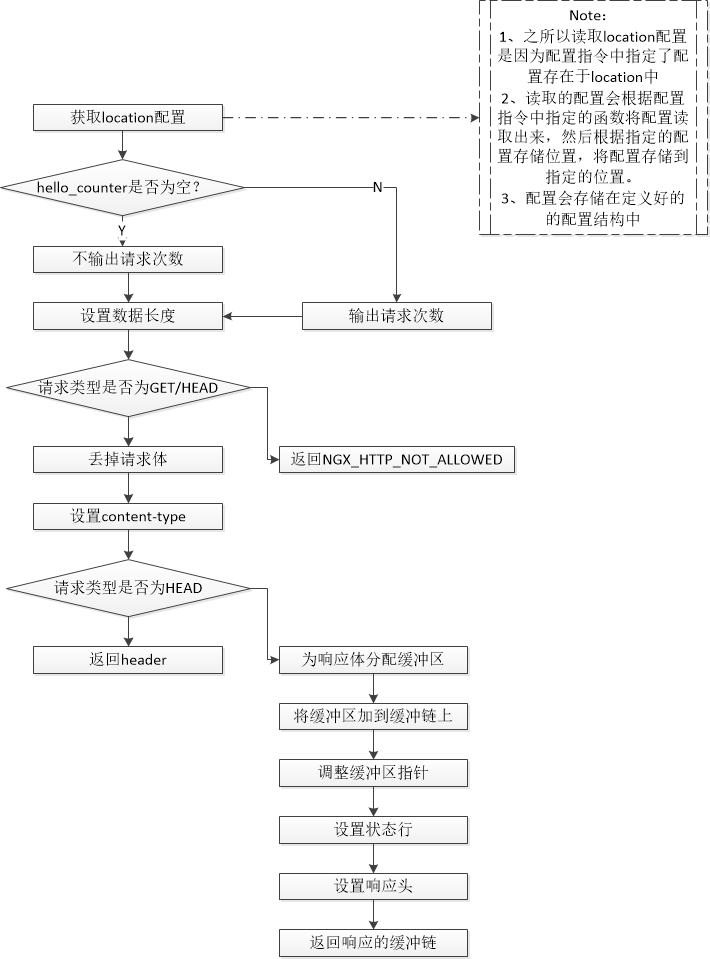 Note：
1、之所以读取location配置
是因为配置指令中指定了配
置存在于location中
2、读取的配置会根据配置
指令中指定的函数将配置读
取出来，然后根据指定的配
置存储位置，将配置存储到
指定的位置。
3、配置会存储在定义好的
的配置结构中
获取location配置
hello_counter是否为空？
N
Y
不输出请求次数
设置数据长度
输出请求次数
请求类型是否为GET/HEAD
丢掉请求体
返回NGX_HTTP_NOT_ALLOWED
设置content-type
请求类型是否为HEAD
返回header
为响应体分配缓冲区
将缓冲区加到缓冲链上
调整缓冲区指针
设置状态行
设置响应头
返回响应的缓冲链